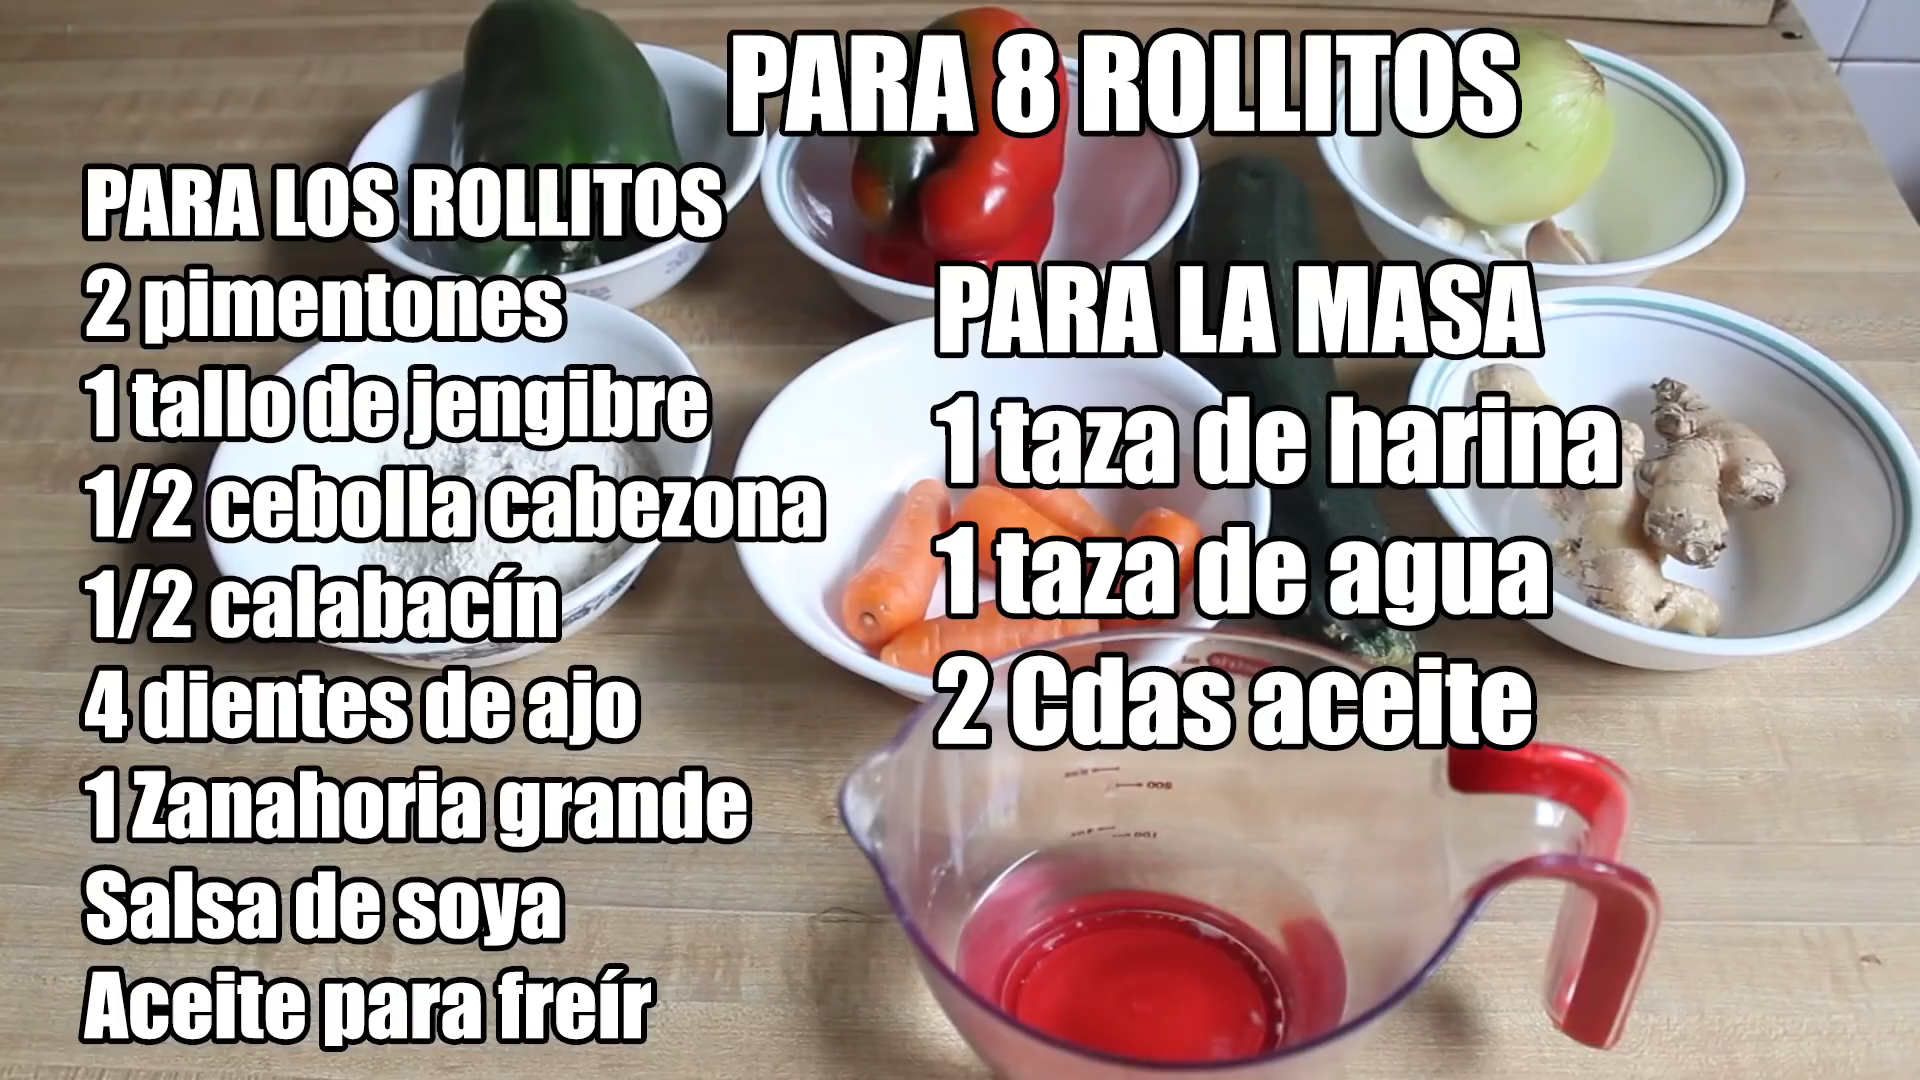 PARA 8 ROLLITOS
PARA LOS ROLLITOS
2 pimentones
1 tallo de jengibre
1/2 cebolla cabezona
1/2 calabacín
4 dientes de ajo
1 Zanahoria grande
Salsa de soya
Aceite para freír
PARA LA MASA
1 taza de harina
1 taza de agua
2 Cdas aceite